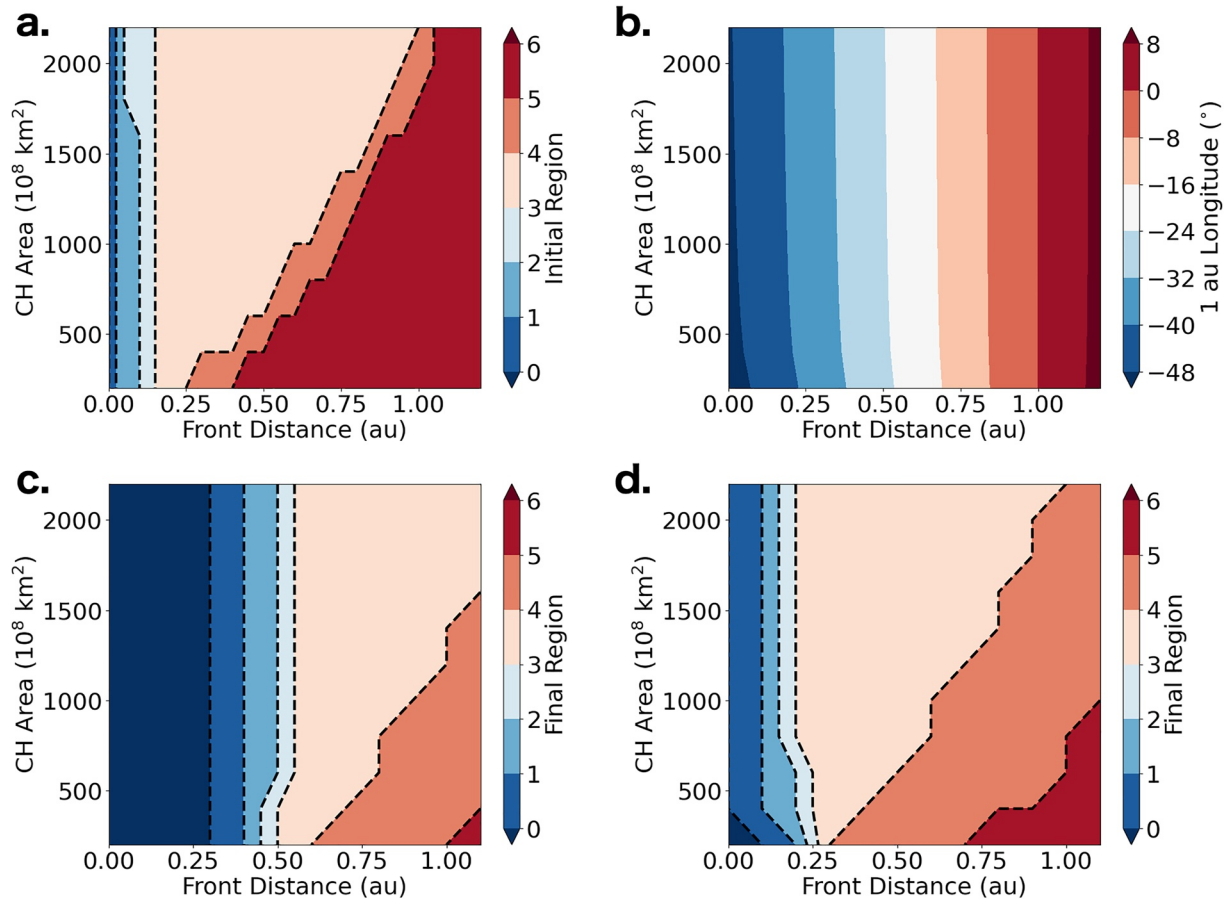 a.
2000
1500
1000
500
CH Area (10⁸ km²)
0.00 0.25 0.50 0.75 1.00
Front Distance (au)
6
5
4
3
2
1
0
Initial Region
b.
2000
1500
1000
500
CH Area (10⁸ km²)
0.00 0.25 0.50 0.75 1.00
Front Distance (au)
8
0
−8
−16
−24
−32
−40
−48
1 au Longitude (°)
c.
2000
1500
1000
500
CH Area (10⁸ km²)
0.00 0.25 0.50 0.75 1.00
Front Distance (au)
6
5
4
3
2
1
0
Final Region
d.
2000
1500
1000
500
CH Area (10⁸ km²)
0.00 0.25 0.50 0.75 1.00
Front Distance (au)
6
5
4
3
2
1
0
Final Region